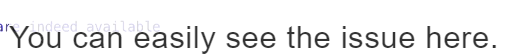 are indeed available
You can easily see the issue here.